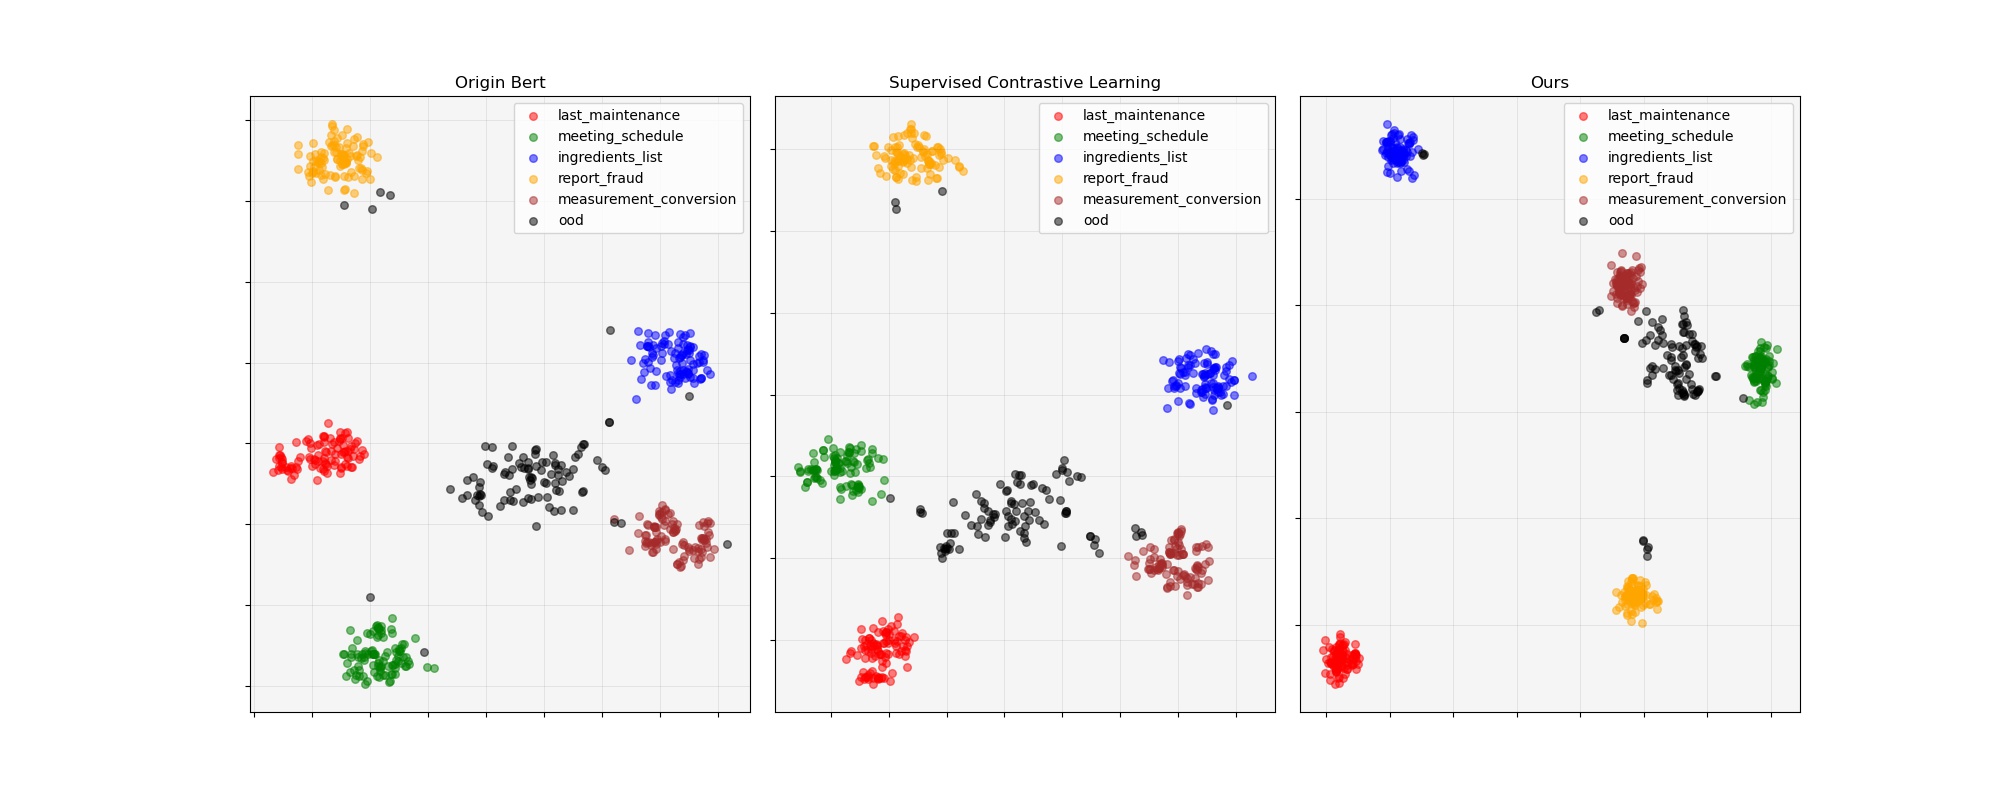 Origin Bert
last_maintenance
meeting_schedule
ingredients_list
report_fraud
measurement_conversion
ood
Supervised Contrastive Learning
last_maintenance
meeting_schedule
ingredients_list
report_fraud
measurement_conversion
ood
Ours
last_maintenance
meeting_schedule
ingredients_list
report_fraud
measurement_conversion
ood